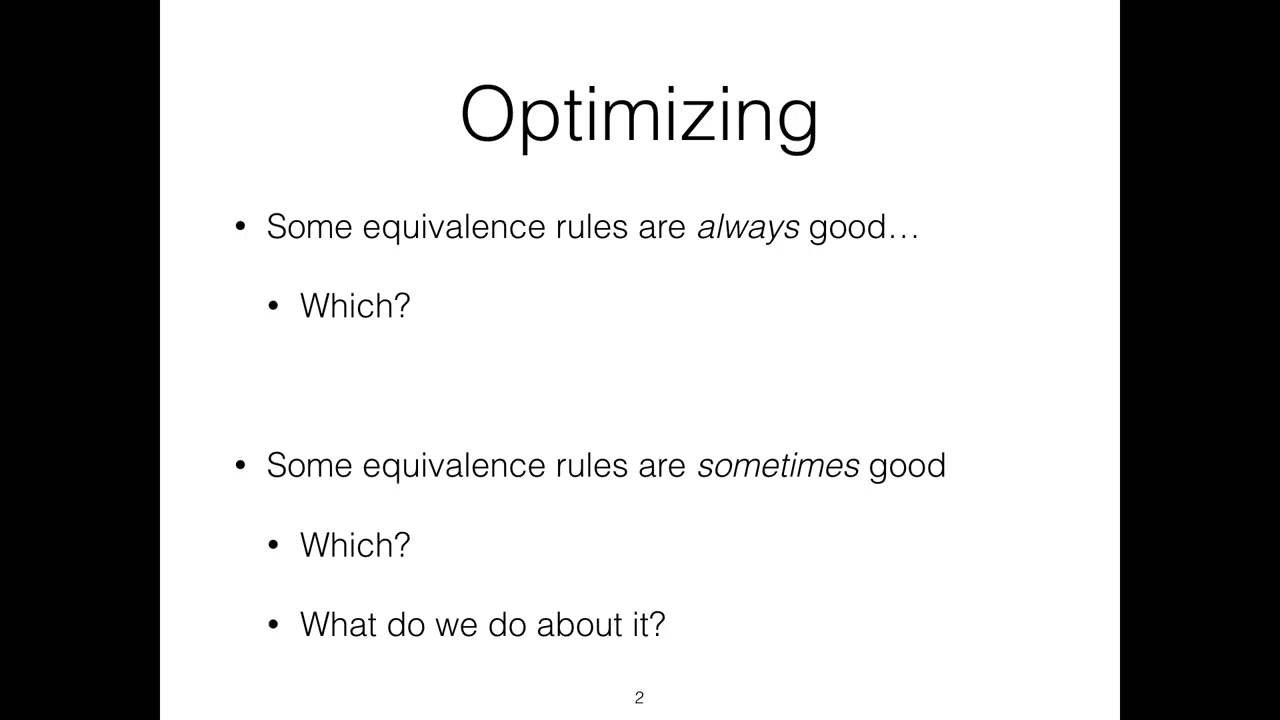 Optimizing
• Some equivalence rules are always good…
• Which?
• Some equivalence rules are sometimes good
• Which?
• What do we do about it?
2